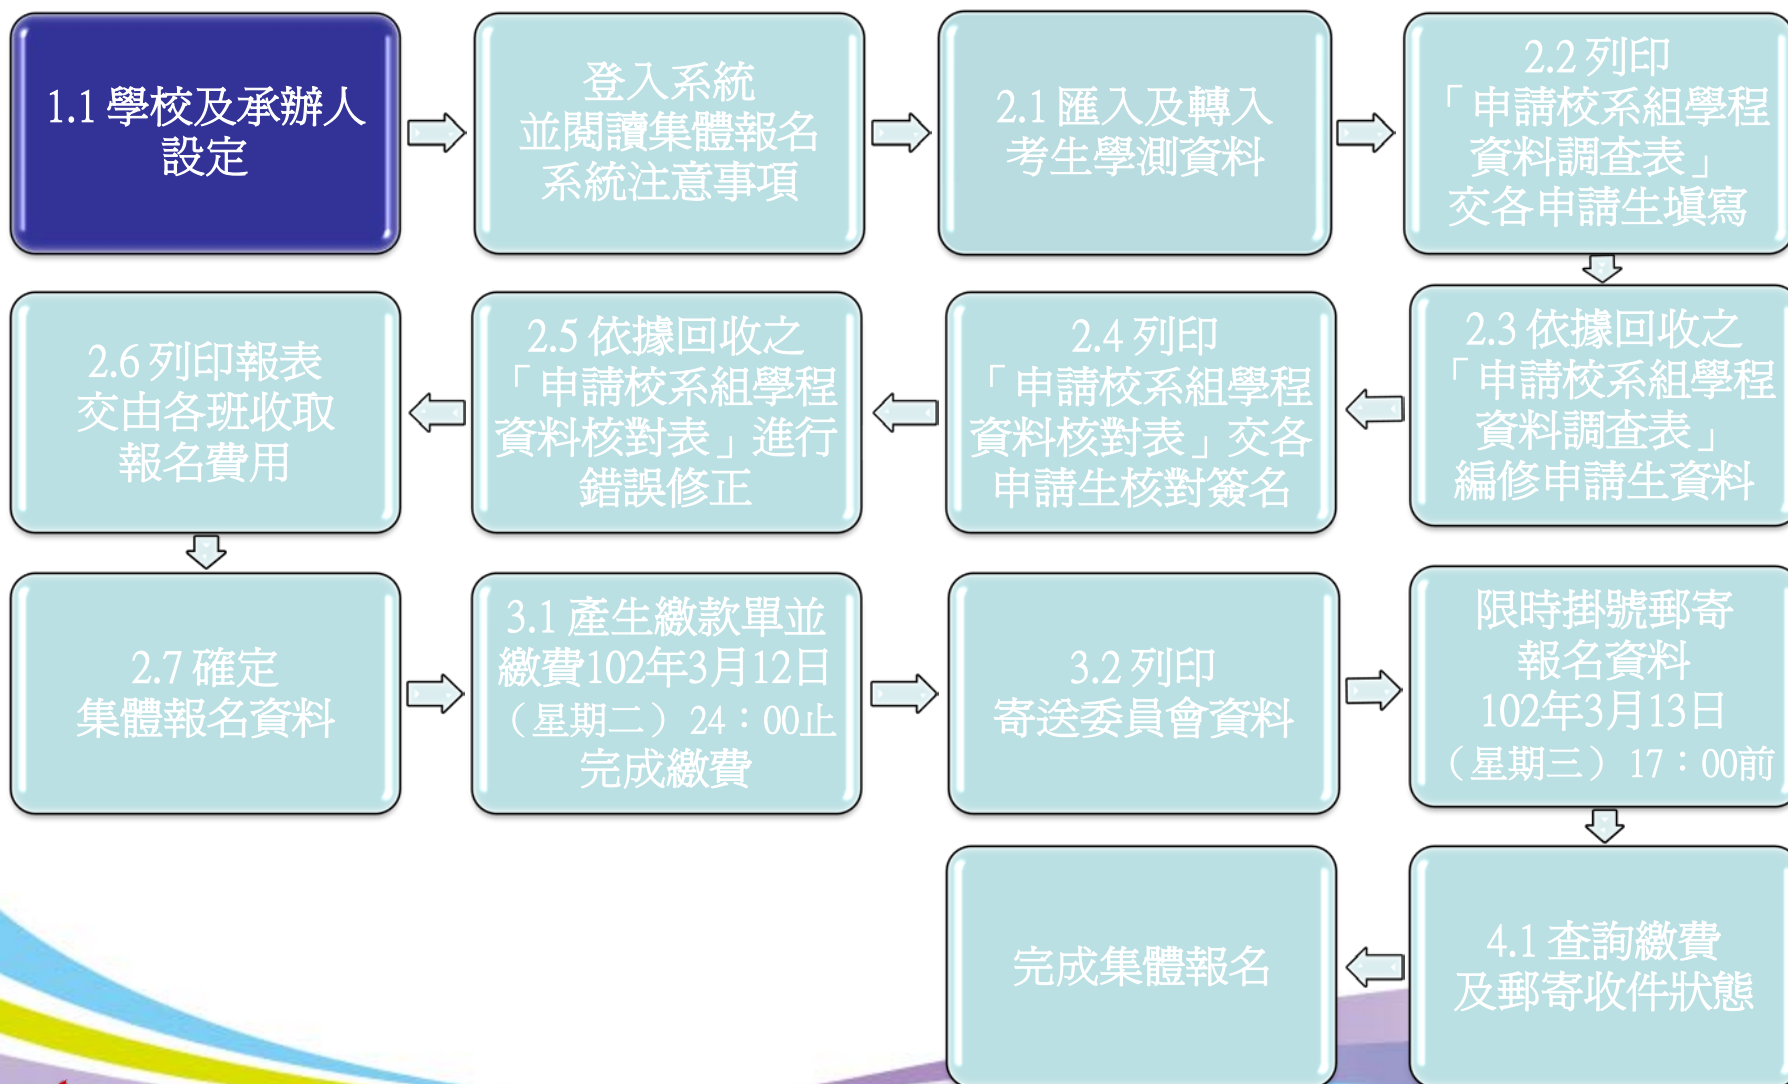 1.1 學校及承辦人
設定
登入系統
並閱讀集體報名
系統注意事項
2.1 匯入及轉入
考生學測資料
2.2 列印
「申請校系組學程
資料調查表」
交各申請生填寫
2.3 依據回收之
「申請校系組學程
資料調查表」
編修申請生資料
2.4 列印
「申請校系組學程
資料核對表」交各
申請生核對簽名
2.5 依據回收之
「申請校系組學程
資料核對表」進行
錯誤修正
2.6 列印報表
交由各班收取
報名費用
2.7 確定
集體報名資料
3.1 產生繳款單並
繳費102年3月12日
（星期二）24：00止
完成繳費
3.2 列印
寄送委員會資料
限時掛號郵寄
報名資料
102年3月13日
（星期三）17：00前
4.1 查詢繳費
及郵寄收件狀態
完成集體報名